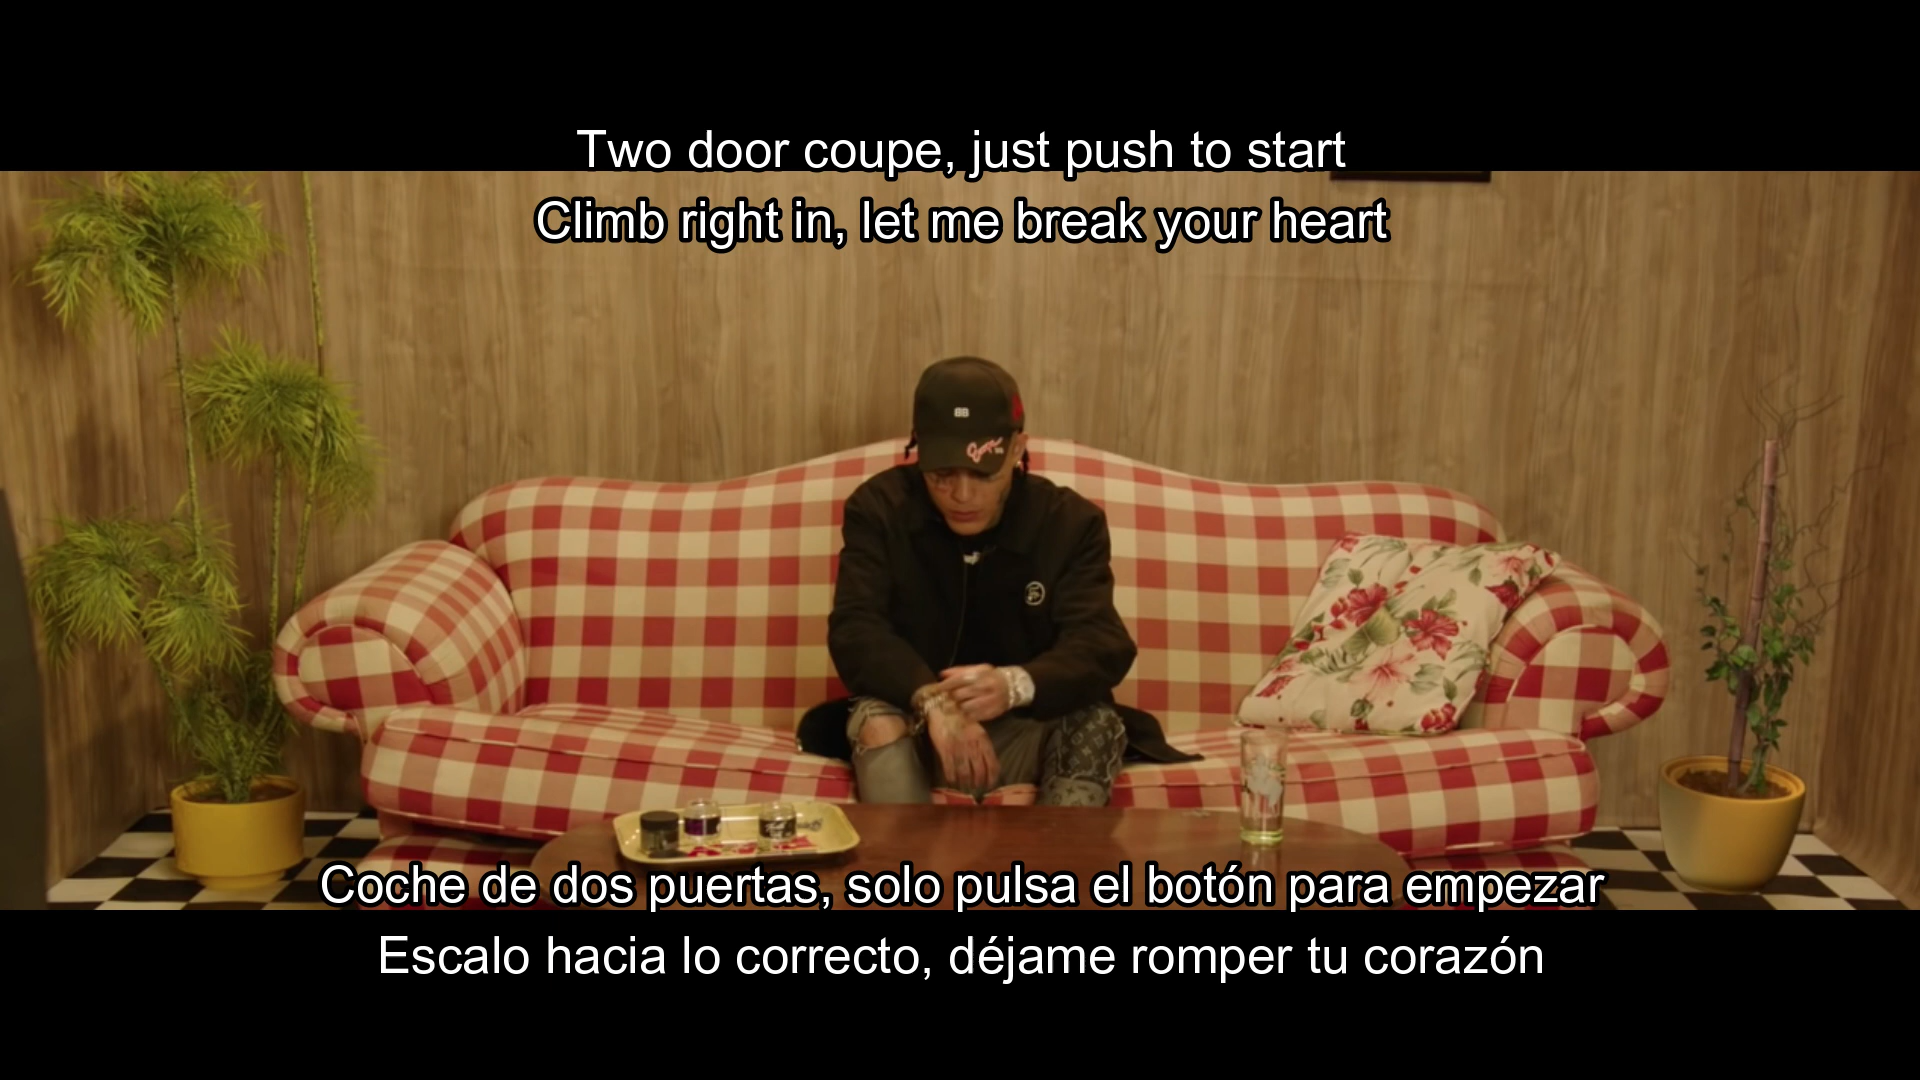 Two door coupe, just push to start
Climb right in, let me break your heart
BB
Coche de dos puertas, solo pulsa el botón para empezar
Escalo hacia lo correcto, déjame romper tu corazón